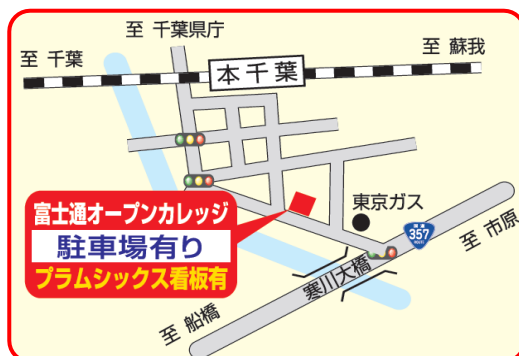 至 千葉県庁
至 千葉
本千葉
至 蘇我
富士通オープンカレッジ
駐車場有り
プラムシックス看板有
東京ガス
357
至 市原
寒川大橋
至 船橋